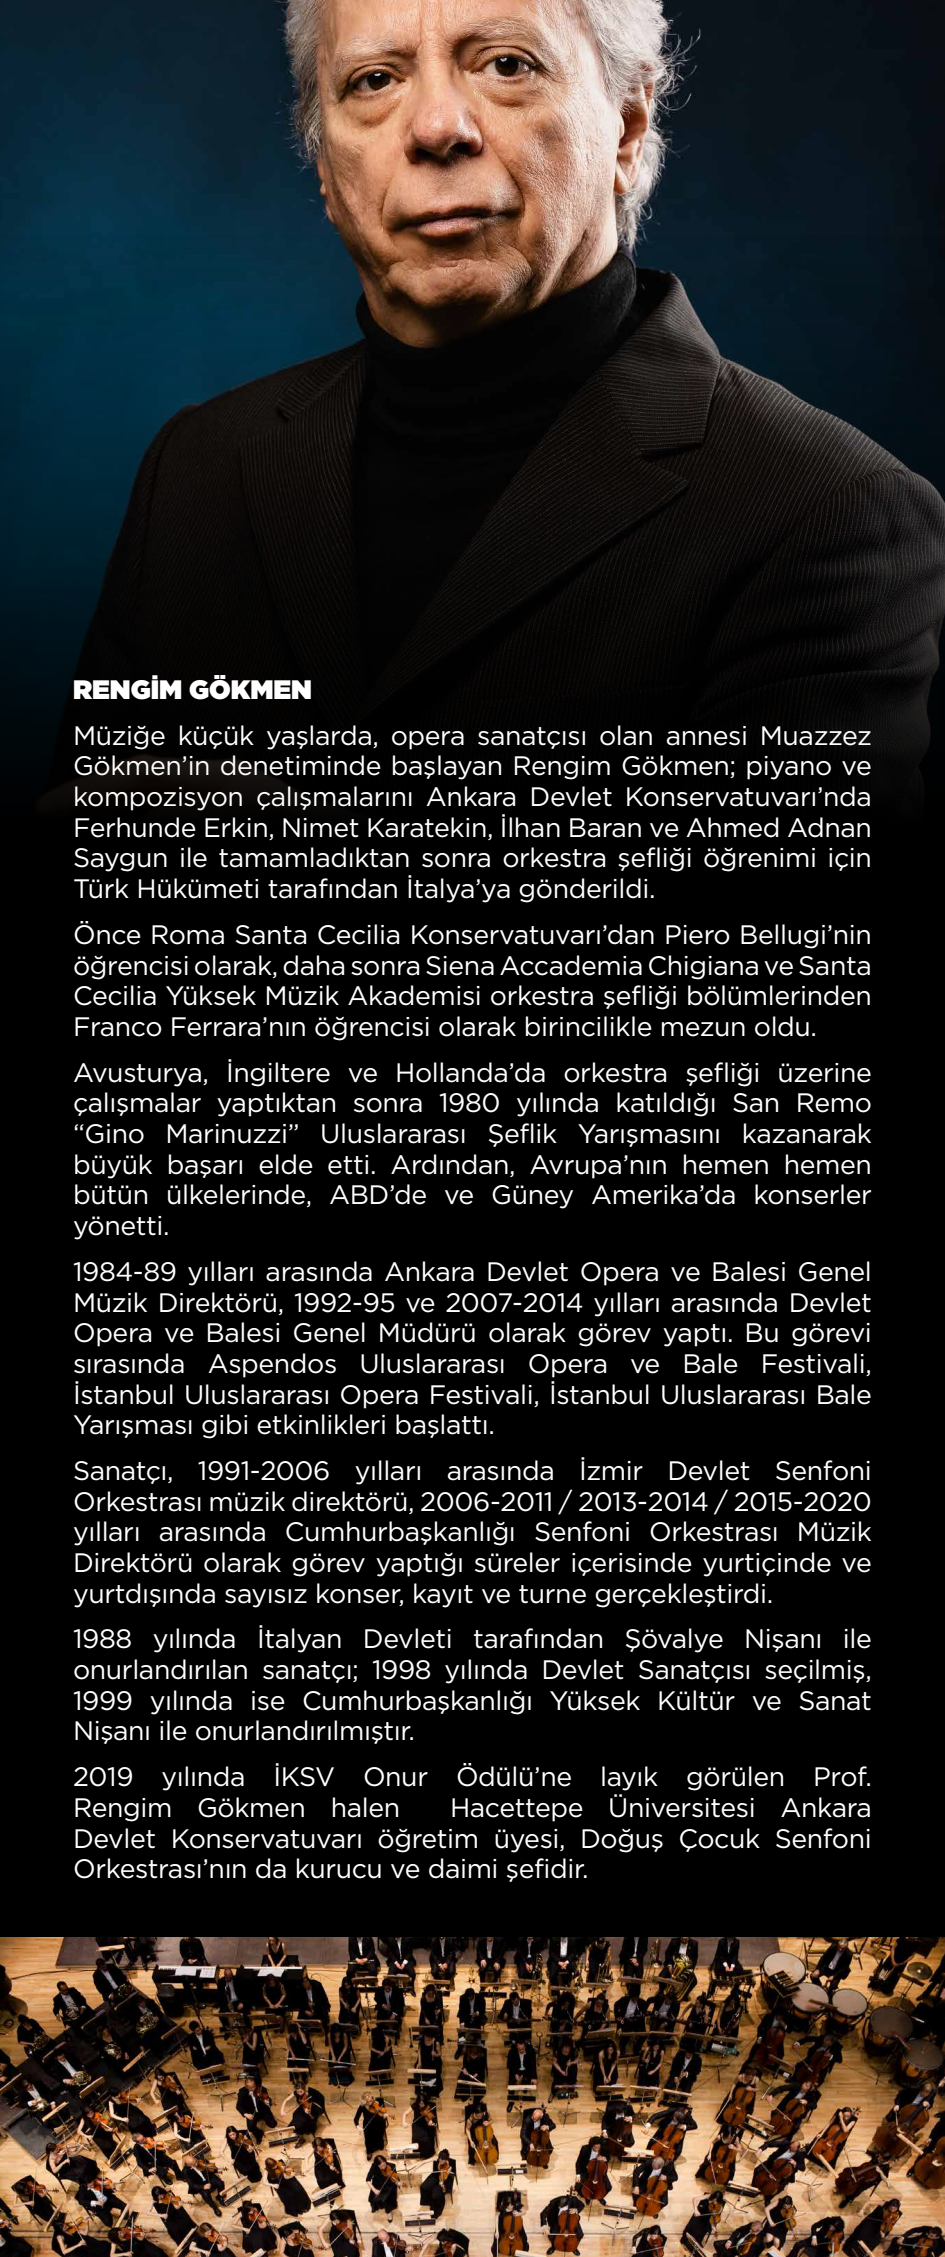 RENGİM GÖKMEN
Müziğe küçük yaşlarda, opera sanatçısı olan annesi Muazzez
Gökmen’in denetiminde başlayan Rengim Gökmen; piyano ve
kompozisyon çalışmalarını Ankara Devlet Konservatuvarı’nda
Ferhunde Erkin, Nimet Karatekin, İlhan Baran ve Ahmed Adnan
Saygun ile tamamladıktan sonra orkestra şefliği öğrenimi için
Türk Hükümeti tarafından İtalya’ya gönderildi.
Önce Roma Santa Cecilia Konservatuvarı’dan Piero Bellugi’nin
öğrencisi olarak, daha sonra Siena Accademia Chigiana ve Santa
Cecilia Yüksek Müzik Akademisi orkestra şefliği bölümlerinden
Franco Ferrara’nın öğrencisi olarak birincilikle mezun oldu.
Avusturya, İngiltere ve Hollanda’da orkestra şefliği üzerine
çalışmalar yaptıktan sonra 1980 yılında katıldığı San Remo
“Gino Marinuzzi” Uluslararası Şeflik Yarışmasını kazanarak
büyük başarı elde etti. Ardından, Avrupa’nın hemen hemen
bütün ülkelerinde, ABD’de ve Güney Amerika’da konserler
yönetti.
1984-89 yılları arasında Ankara Devlet Opera ve Balesi Genel
Müzik Direktörü, 1992-95 ve 2007-2014 yılları arasında Devlet
Opera ve Balesi Genel Müdürü olarak görev yaptı. Bu görevi
sırasında Aspendos Uluslararası Opera ve Bale Festivali,
İstanbul Uluslararası Opera Festivali, İstanbul Uluslararası Bale
Yarışması gibi etkinlikleri başlattı.
Sanatçı, 1991-2006 yılları arasında İzmir Devlet Senfoni
Orkestrası müzik direktörü, 2006-2011 / 2013-2014 / 2015-2020
yılları arasında Cumhurbaşkanlığı Senfoni Orkestrası Müzik
Direktörü olarak görev yaptığı süreler içerisinde yurtiçinde ve
yurtdışında sayısız konser, kayıt ve turne gerçekleştirdi.
1988 yılında İtalyan Devleti tarafından Şövalye Nişanı ile
onurlandırılan sanatçı; 1998 yılında Devlet Sanatçısı seçilmiş,
1999 yılında ise Cumhurbaşkanlığı Yüksek Kültür ve Sanat
Nişanı ile onurlandırılmıştır.
2019 yılında İKSV Onur Ödülü’ne layık görülen Prof.
Rengim Gökmen halen Hacettepe Üniversitesi Ankara
Devlet Konservatuvarı öğretim üyesi, Doğuş Çocuk Senfoni
Orkestrası’nın da kurucu ve daimi şefidir.